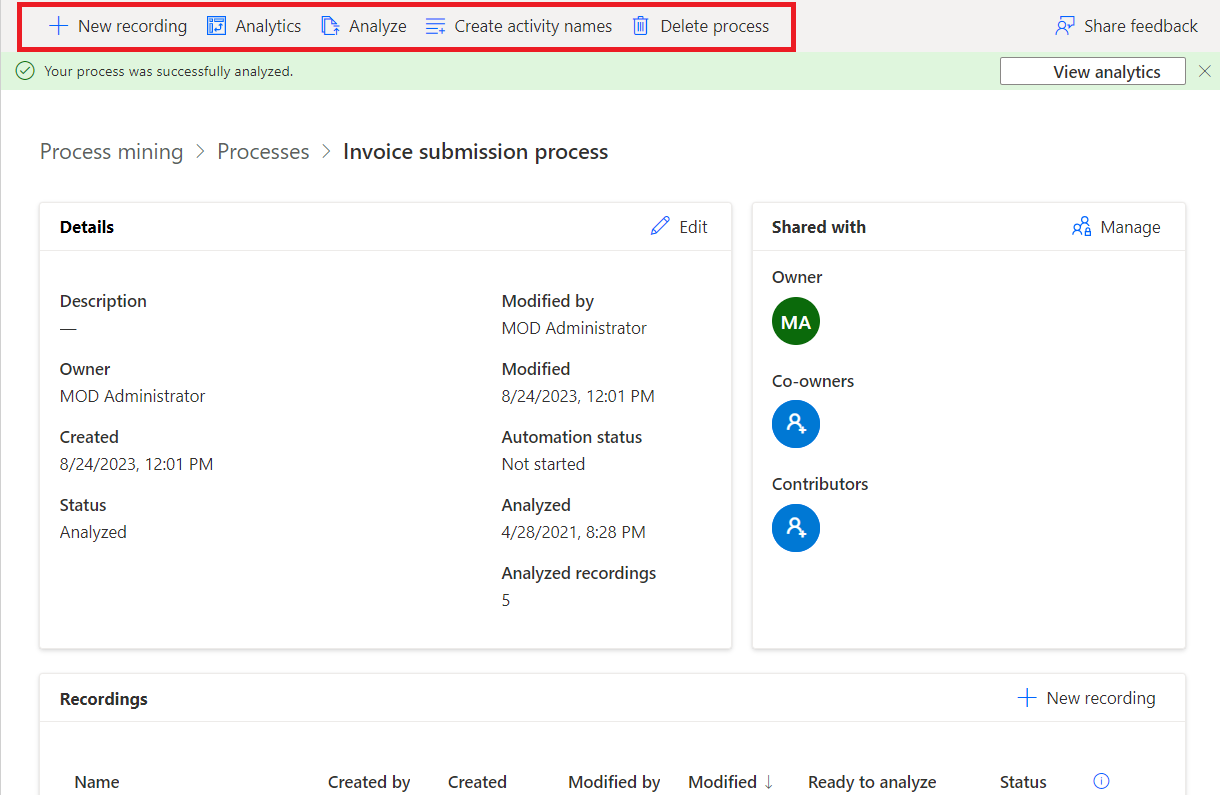 New recording Analytics Analyze Create activity names Delete process Share feedback
Your process was successfully analyzed. View analytics
Process mining > Processes > Invoice submission process
Details Edit
Description
—
Owner
MOD Administrator
Created
8/24/2023, 12:01 PM
Status
Analyzed
Modified by
MOD Administrator
Modified
8/24/2023, 12:01 PM
Automation status
Not started
Analyzed
4/28/2021, 8:28 PM
Analyzed recordings
5
Shared with Manage
Owner
MA
Co-owners
Contributors
Recordings New recording
Name Created by Created Modified by Modified ↓ Ready to analyze Status